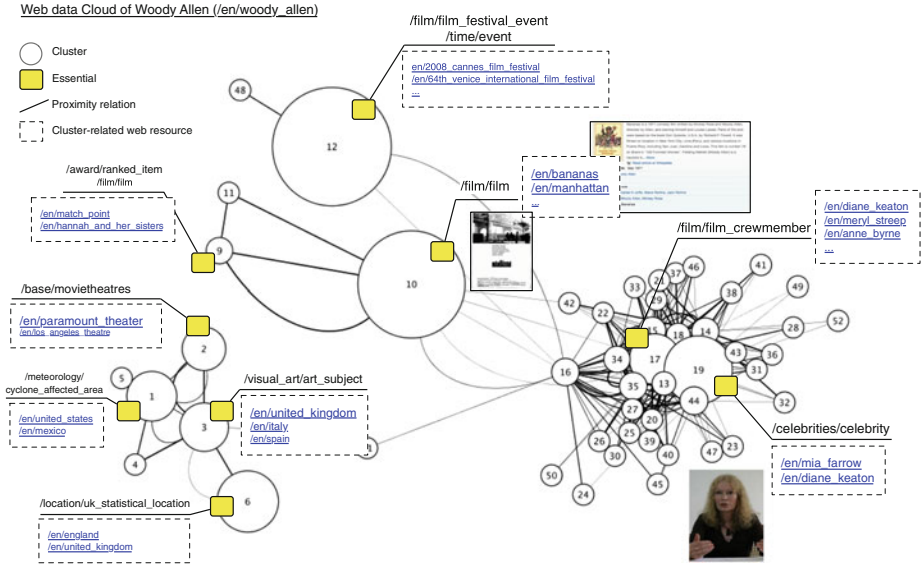 Web data Cloud of Woody Allen (/en/woody_allen)
Cluster
Essential
Proximity relation
Cluster-related web resource
/film/film_festival_event
/time/event
en/2008_cannes_film_festival
/en/64th_venice_international_film_festival
...
48
12
/award/ranked_item
/film/film
/en/match_point
/en/hannah_and_her_sisters
11
9
/film/film
/en/bananas
/en/manhattan
...
10
/film/film_crewmember
/en/diane_keaton
/en/meryl_streep
/en/anne_byrne
...
/base/movietheatres
/en/paramount_theater
/en/los_angeles_theatre
2
5
1
3
4
6
/meteorology/
cyclone_affected_area
/en/united_states
/en/mexico
/visual_art/art_subject
/en/united_kingdom
/en/italy
/en/spain
/location/uk_statistical_location
/en/england
/en/united_kingdom
16
42
22
33
37
46
29
38
41
49
52
28
18
14
34
17
19
43
36
31
35
13
32
44
27
20
26
25
39
30
40
47
23
45
50
24
/celebrities/celebrity
/en/mia_farrow
/en/diane_keaton